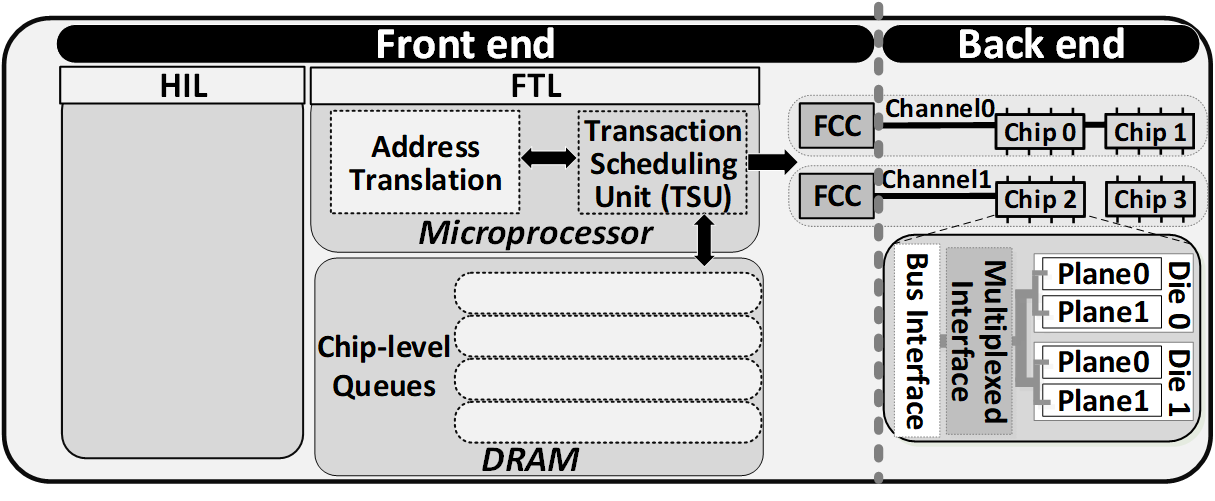 Front end
Back end
HIL
FTL
Address
Translation
Transaction
Scheduling
Unit (TSU)
Microprocessor
Chip-level
Queues
DRAM
FCC
Channel0
Chip 0
Chip 1
FCC
Channel1
Chip 2
Chip 3
Bus Interface
Multiplexed
Interface
Plane0
Plane1
Die 0
Plane0
Plane1
Die 1